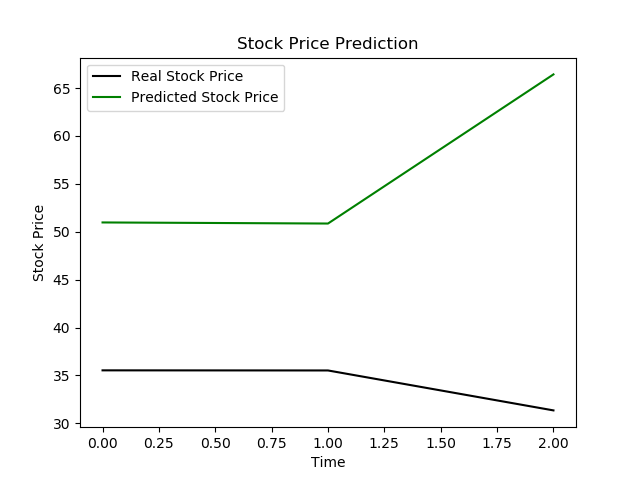 Stock Price Prediction
Real Stock Price
Predicted Stock Price
65
60
55
50
45
40
35
30
Stock Price
0.00 0.25 0.50 0.75 1.00 1.25 1.50 1.75 2.00
Time